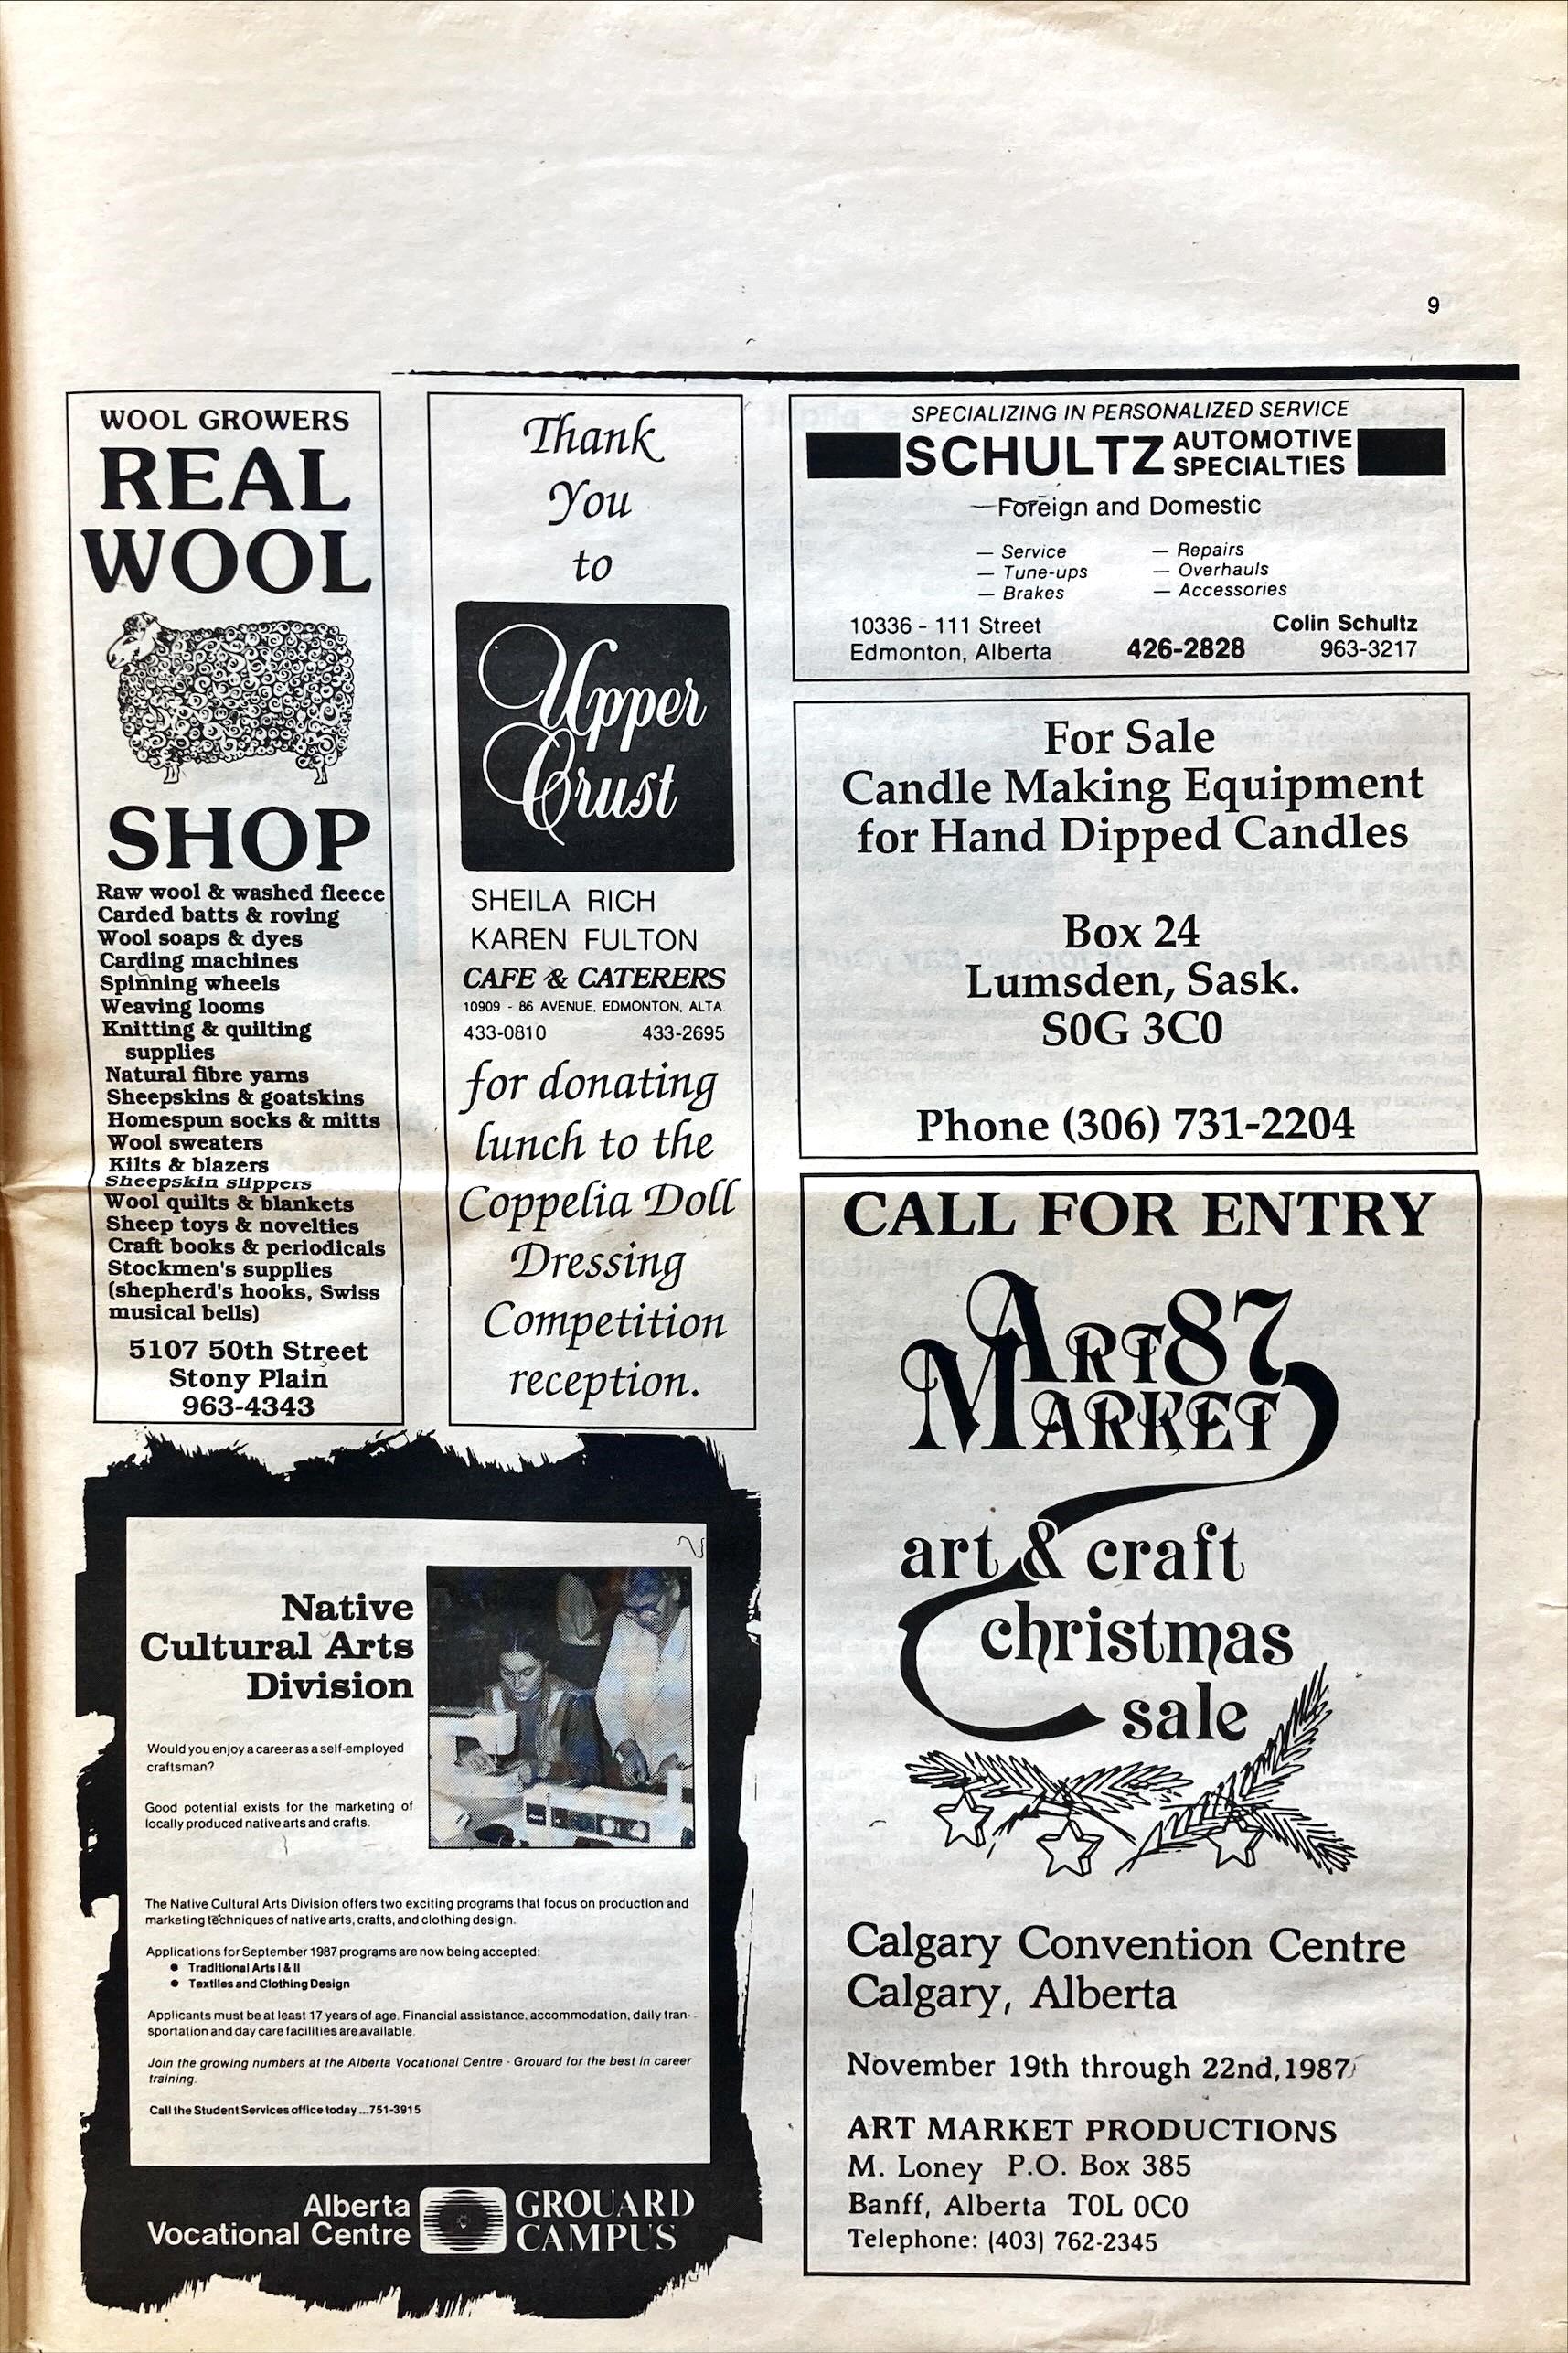 9
WOOL GROWERS
REAL
WOOL
SHOP
Raw wool & washed fleece
Carded batts & roving
Wool soaps & dyes
Carding machines
Spinning wheels
Weaving looms
Knitting & quilting
supplies
Natural fibre yarns
Sheepskins & goatskins
Homespun socks & mitts
Wool sweaters
Kilts & blazers
Sheepskin slippers
Wool quilts & blankets
Sheep toys & novelties
Craft books & periodicals
Stockmen's supplies
(shepherd's hooks, Swiss
musical bells)
5107 50th Street
Stony Plain
963-4343
Thank
You
to
Upper
Crust
SHEILA RICH
KAREN FULTON
CAFE & CATERERS
10909 - 86 AVENUE, EDMONTON, ALTA.
433-0810 433-2695
for donating
lunch to the
Coppelia Doll
Dressing
Competition
reception.
SPECIALIZING IN PERSONALIZED SERVICE
SCHULTZ AUTOMOTIVE
SPECIALTIES
Foreign and Domestic
— Service — Repairs
— Tune-ups — Overhauls
— Brakes — Accessories
10336 - 111 Street Colin Schultz
Edmonton, Alberta 426-2828 963-3217
For Sale
Candle Making Equipment
for Hand Dipped Candles
Box 24
Lumsden, Sask.
S0G 3C0
Phone (306) 731-2204
Native
Cultural Arts
Division
Would you enjoy a career as a self-employed
craftsman?
Good potential exists for the marketing of
locally produced native arts and crafts.
The Native Cultural Arts Division offers two exciting programs that focus on production and
marketing techniques of native arts, crafts, and clothing design.
Applications for September 1987 programs are now being accepted:
● Traditional Arts I & II
● Textiles and Clothing Design
Applicants must be at least 17 years of age. Financial assistance, accommodation, daily tran-
sportation and day care facilities are available.
Join the growing numbers at the Alberta Vocational Centre - Grouard for the best in career
training.
Call the Student Services office today...751-3915
Alberta
Vocational Centre
GROUARD
CAMPUS
CALL FOR ENTRY
ART 87
MARKET
art & craft
christmas
sale
Calgary Convention Centre
Calgary, Alberta
November 19th through 22nd, 1987
ART MARKET PRODUCTIONS
M. Loney P.O. Box 385
Banff, Alberta T0L 0C0
Telephone: (403) 762-2345